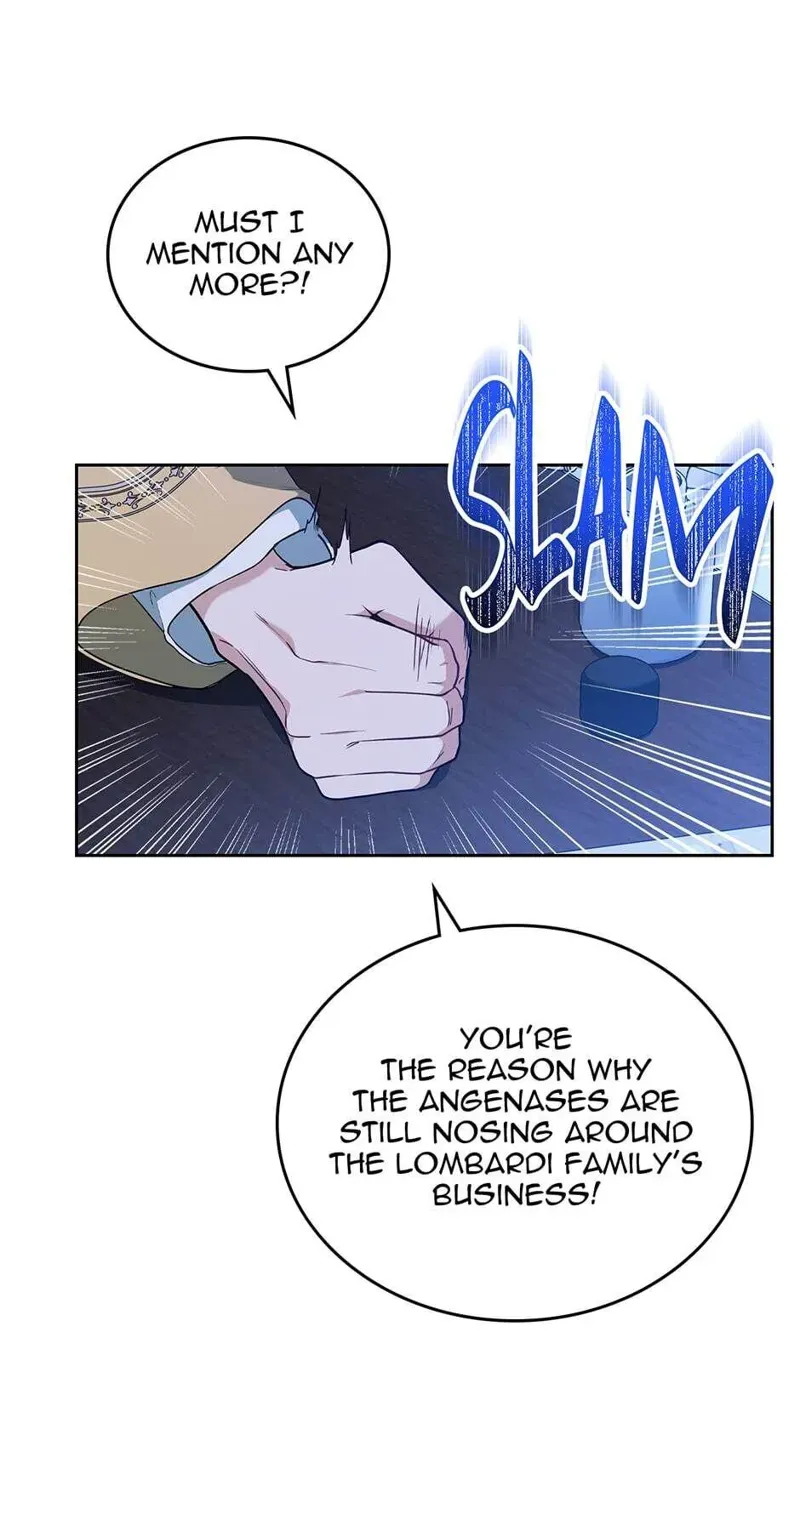 MUST I
MENTION ANY
MORE?!
SLAM
YOU'RE
THE REASON WHY
THE ANGENASES ARE
STILL NOSING AROUND
THE LOMBARDI FAMILY'S
BUSINESS!